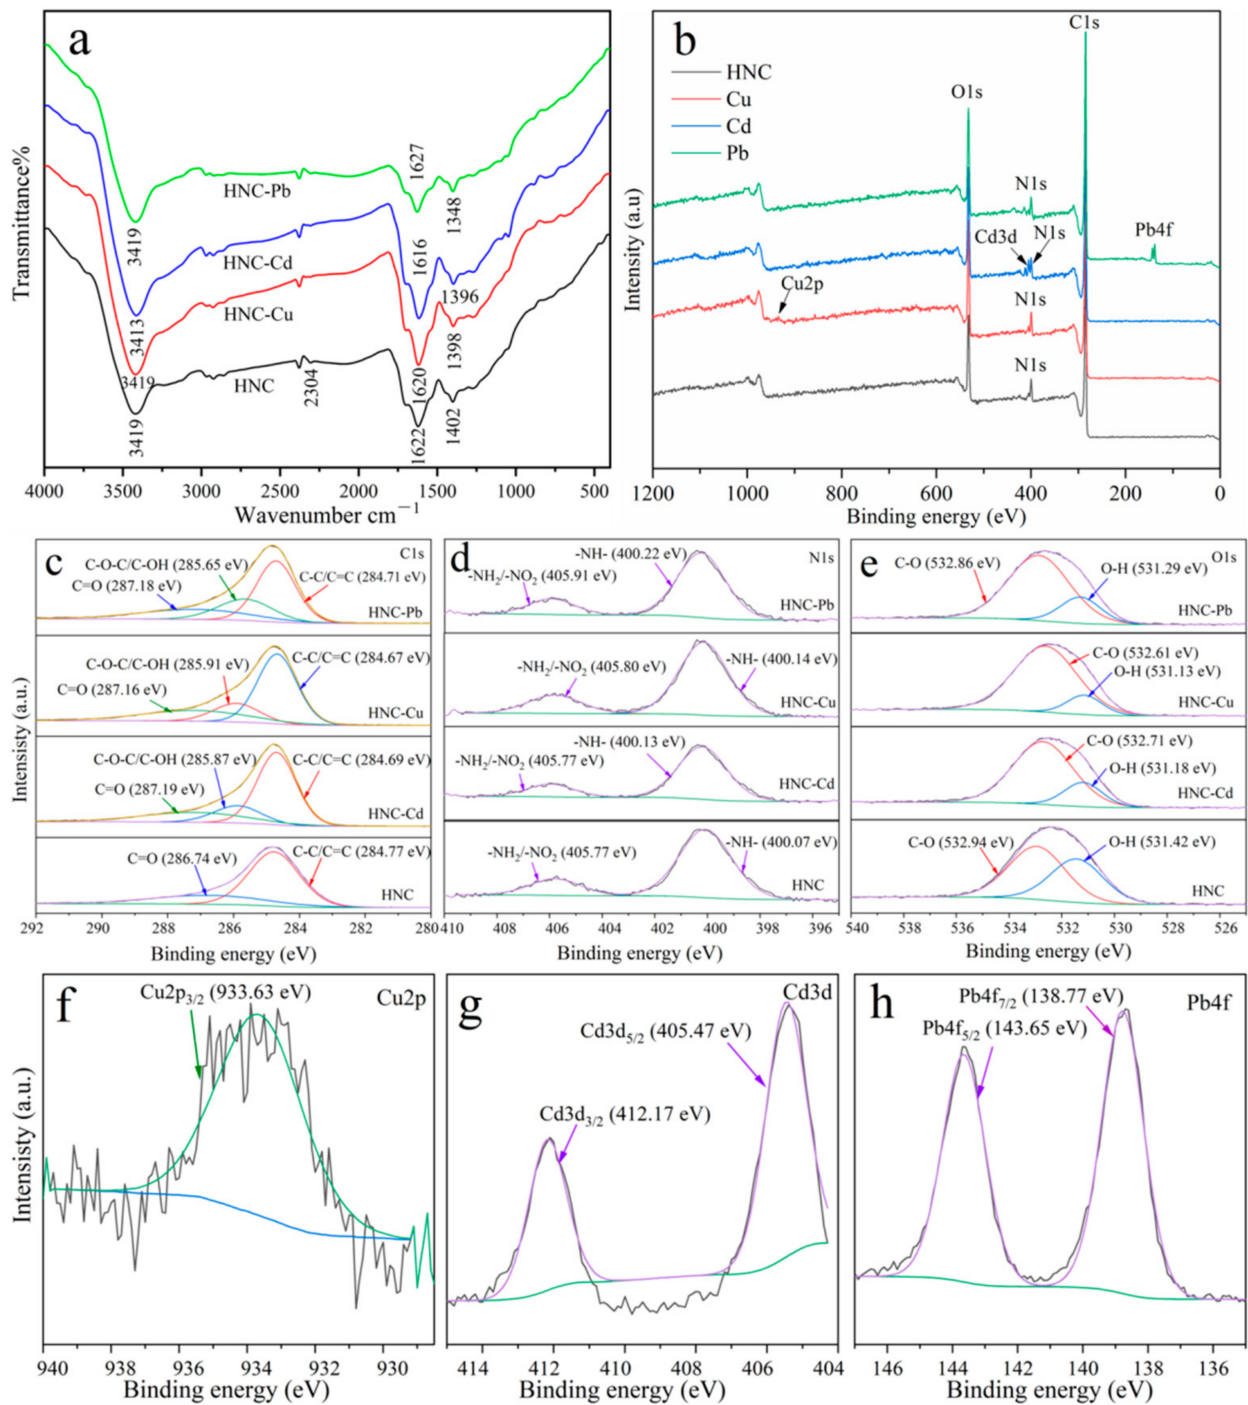 a
Transmittance%
HNC-Pb
HNC-Cd
HNC-Cu
HNC
3419
3413
3419
3419
2304
1627
1616
1620
1622
1348
1396
1398
1402
4000 3500 3000 2500 2000 1500 1000 500
Wavenumber cm−1
b
Intensity (a.u)
HNC
Cu
Cd
Pb
O1s
C1s
N1s
Pb4f
Cd3d
N1s
Cu2p
N1s
N1s
1200 1000 800 600 400 200 0
Binding energy (eV)
c
Intensisty (a.u.)
C1s
C-O-C/C-OH (285.65 eV)
C=O (287.18 eV)
C-C/C=C (284.71 eV)
HNC-Pb
C-O-C/C-OH (285.91 eV)
C-C/C=C (284.67 eV)
C=O (287.16 eV)
HNC-Cu
C-O-C/C-OH (285.87 eV)
C-C/C=C (284.69 eV)
C=O (287.19 eV)
HNC-Cd
C=O (286.74 eV)
C-C/C=C (284.77 eV)
HNC
292 290 288 286 284 282 280
Binding energy (eV)
d
N1s
-NH- (400.22 eV)
-NH2/-NO2 (405.91 eV)
HNC-Pb
-NH2/-NO2 (405.80 eV)
-NH- (400.14 eV)
HNC-Cu
-NH- (400.13 eV)
-NH2/-NO2 (405.77 eV)
HNC-Cd
-NH2/-NO2 (405.77 eV)
-NH- (400.07 eV)
HNC
410 408 406 404 402 400 398 396
Binding energy (eV)
e
O1s
C-O (532.86 eV)
O-H (531.29 eV)
HNC-Pb
C-O (532.61 eV)
O-H (531.13 eV)
HNC-Cu
C-O (532.71 eV)
O-H (531.18 eV)
HNC-Cd
C-O (532.94 eV)
O-H (531.42 eV)
HNC
540 538 536 534 532 530 528 526
Binding energy (eV)
f
Intensisty (a.u.)
Cu2p3/2 (933.63 eV)
Cu2p
940 938 936 934 932 930
Binding energy (eV)
g
Cd3d
Cd3d5/2 (405.47 eV)
Cd3d3/2 (412.17 eV)
414 412 410 408 406 404
Binding energy (eV)
h
Pb4f7/2 (138.77 eV)
Pb4f
Pb4f5/2 (143.65 eV)
146 144 142 140 138 136
Binding energy (eV)